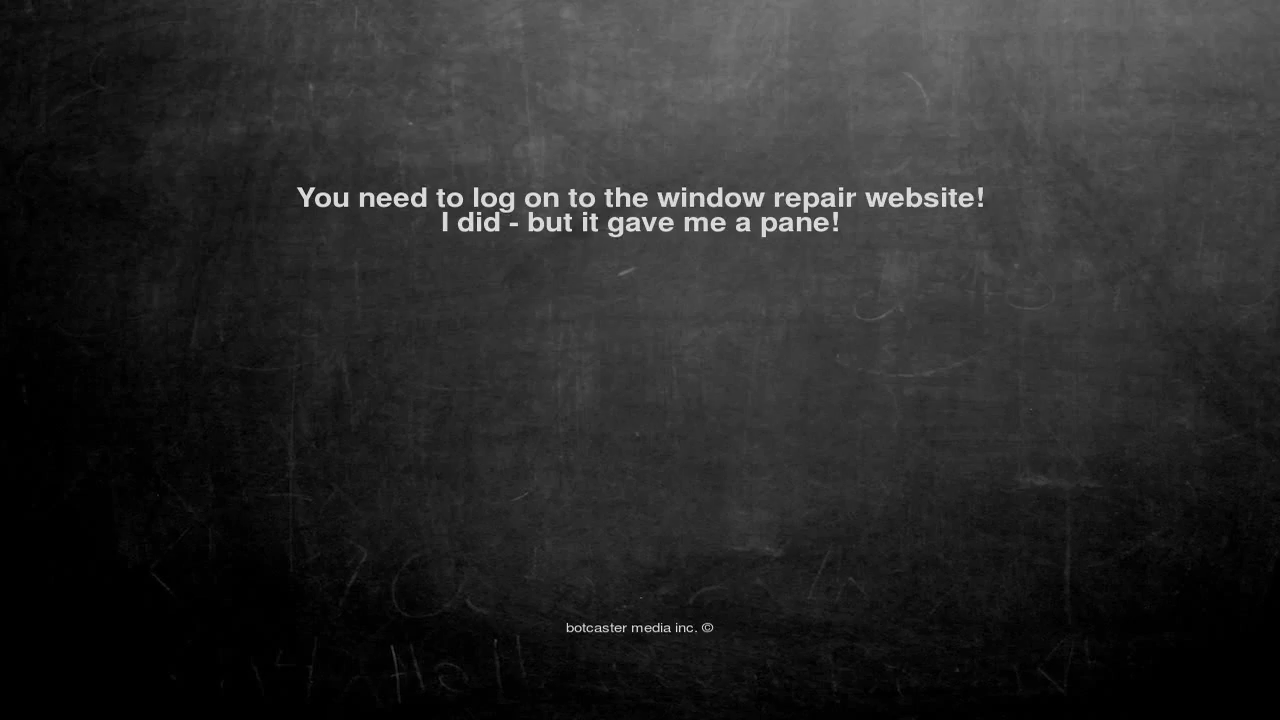 You need to log on to the window repair website!
I did - but it gave me a pane!
botcaster media inc. ©